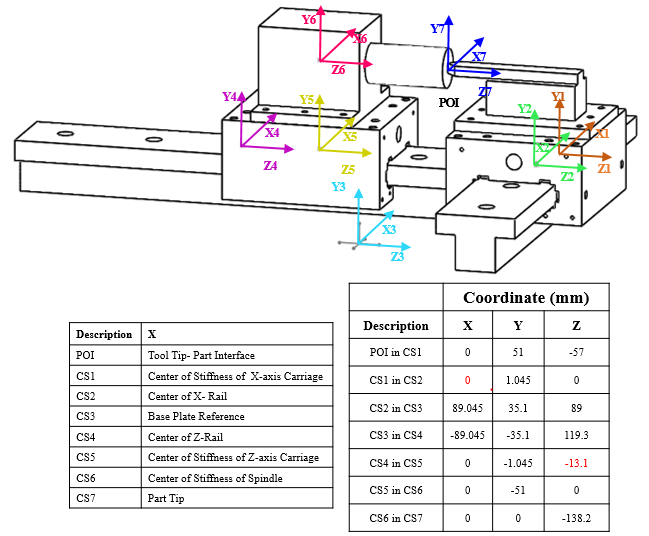 Y6
X6
Z6
Y7
X7
Z7
POI
Y4
X4
Z4
Y5
X5
Z5
Y2
X2
Z2
Y1
X1
Z1
Y3
X3
Z3
Description X
POI Tool Tip- Part Interface
CS1 Center of Stiffness of X-axis Carriage
CS2 Center of X- Rail
CS3 Base Plate Reference
CS4 Center of Z-Rail
CS5 Center of Stiffness of Z-axis Carriage
CS6 Center of Stiffness of Spindle
CS7 Part Tip
Coordinate (mm)
Description X Y Z
POI in CS1 0 51 -57
CS1 in CS2 0 1.045 0
CS2 in CS3 89.045 35.1 89
CS3 in CS4 -89.045 -35.1 119.3
CS4 in CS5 0 -1.045 -13.1
CS5 in CS6 0 -51 0
CS6 in CS7 0 0 -138.2